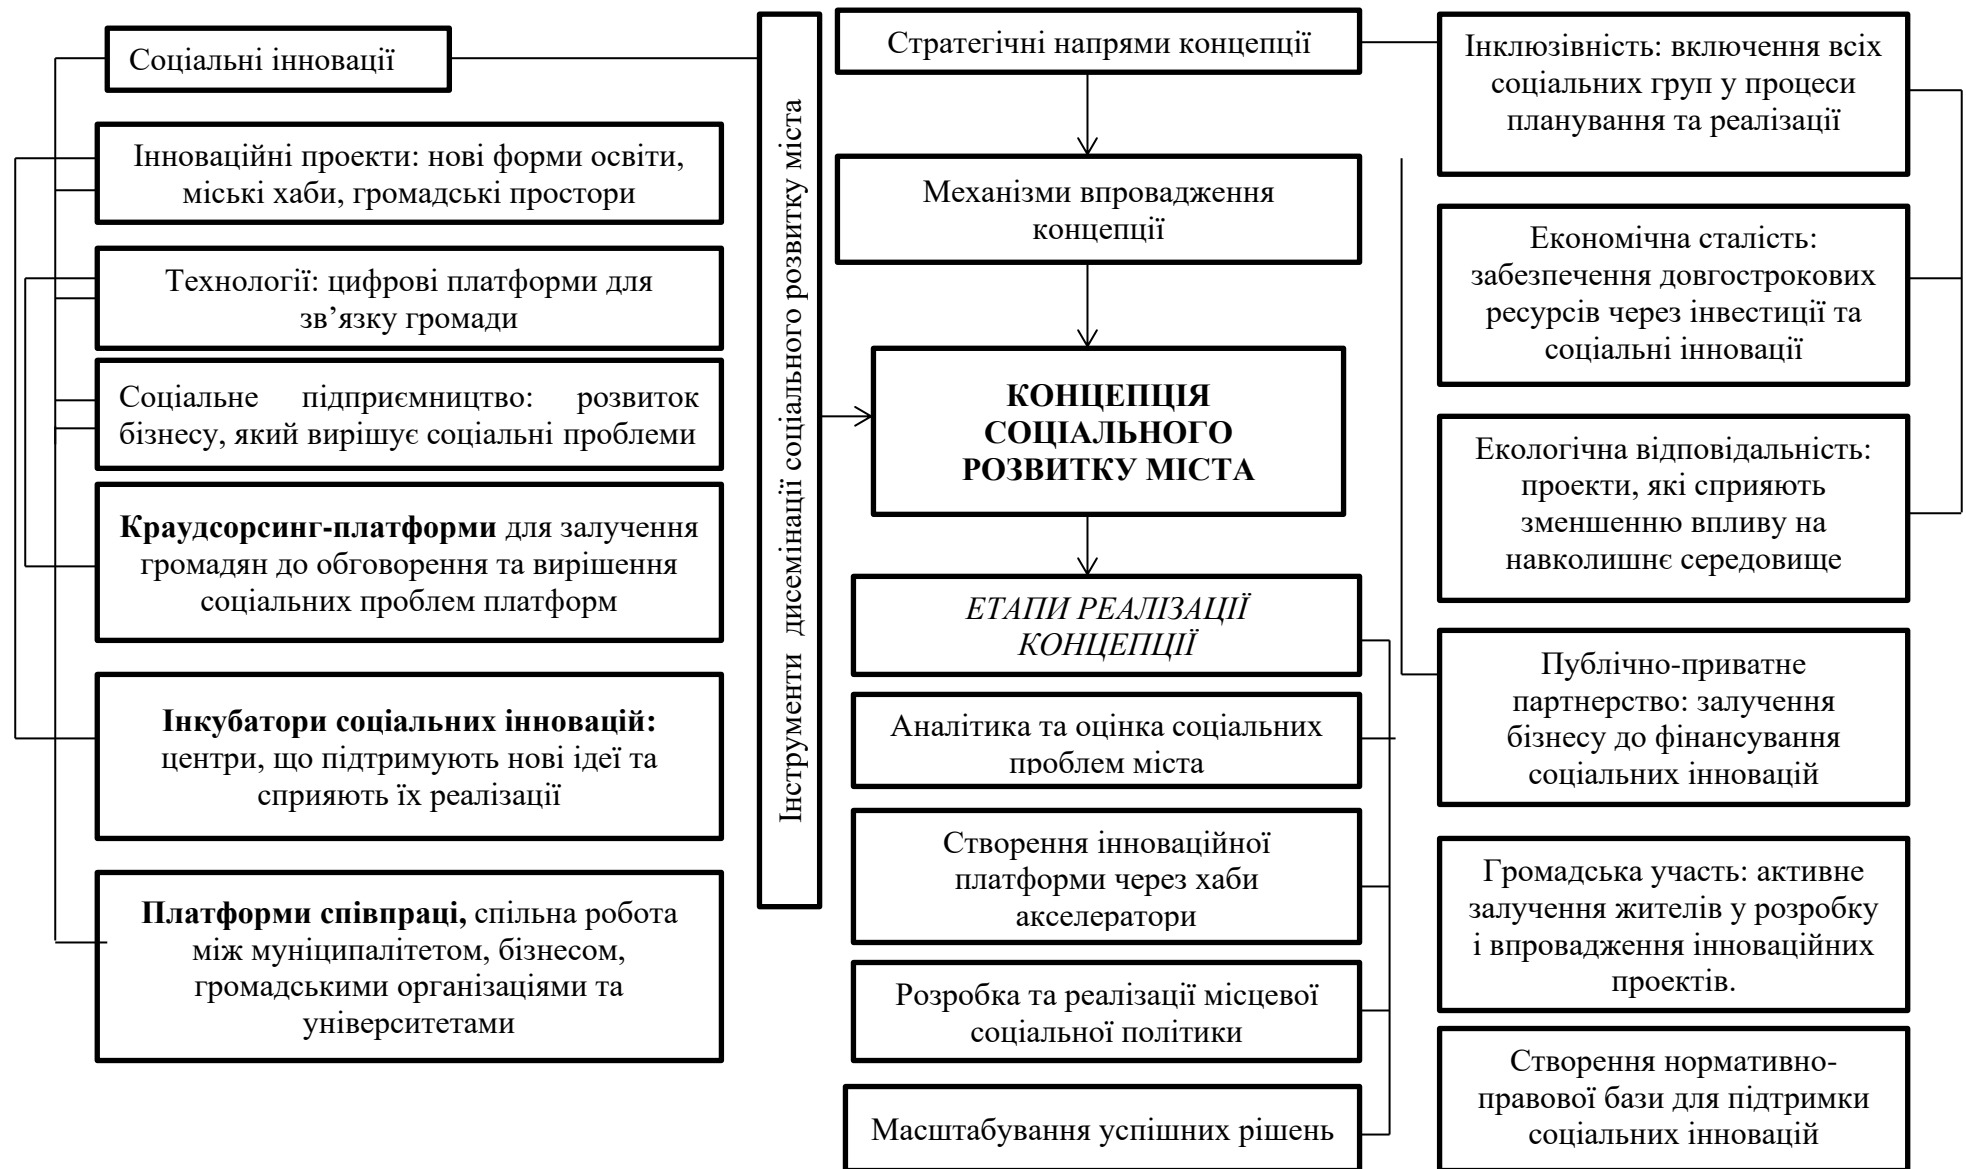 Соціальні інновації
Інноваційні проекти: нові форми освіти,
міські хаби, громадські простори
Технології: цифрові платформи для
зв’язку громади
Соціальне підприємництво: розвиток
бізнесу, який вирішує соціальні проблеми
Краудсорсинг-платформи для залучення
громадян до обговорення та вирішення
соціальних проблем платформ
Інкубатори соціальних інновацій:
центри, що підтримують нові ідеї та
сприяють їх реалізації
Платформи співпраці, спільна робота
між муніципалітетом, бізнесом,
громадськими організаціями та
університетами
Інструменти дисемінації соціального розвитку міста
Стратегічні напрями концепції
Механізми впровадження
концепції
КОНЦЕПЦІЯ
СОЦІАЛЬНОГО
РОЗВИТКУ МІСТА
ЕТАПИ РЕАЛІЗАЦІЇ
КОНЦЕПЦІЇ
Аналітика та оцінка соціальних
проблем міста
Створення інноваційної
платформи через хаби
акселератори
Розробка та реалізації місцевої
соціальної політики
Масштабування успішних рішень
Інклюзівність: включення всіх
соціальних груп у процеси
планування та реалізації
Економічна сталість:
забезпечення довгострокових
ресурсів через інвестиції та
соціальні інновації
Екологічна відповідальність:
проекти, які сприяють
зменшенню впливу на
навколишнє середовище
Публічно-приватне
партнерство: залучення
бізнесу до фінансування
соціальних інновацій
Громадська участь: активне
залучення жителів у розробку
і впровадження інноваційних
проектів.
Створення нормативно-
правової бази для підтримки
соціальних інновацій